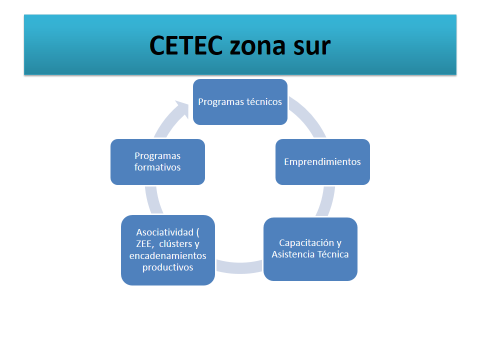 CETEC zona sur
Programas técnicos
Emprendimientos
Capacitación y
Asistencia Técnica
Asociatividad (
ZEE,  clústers y
encadenamientos
productivos
Programas
formativos